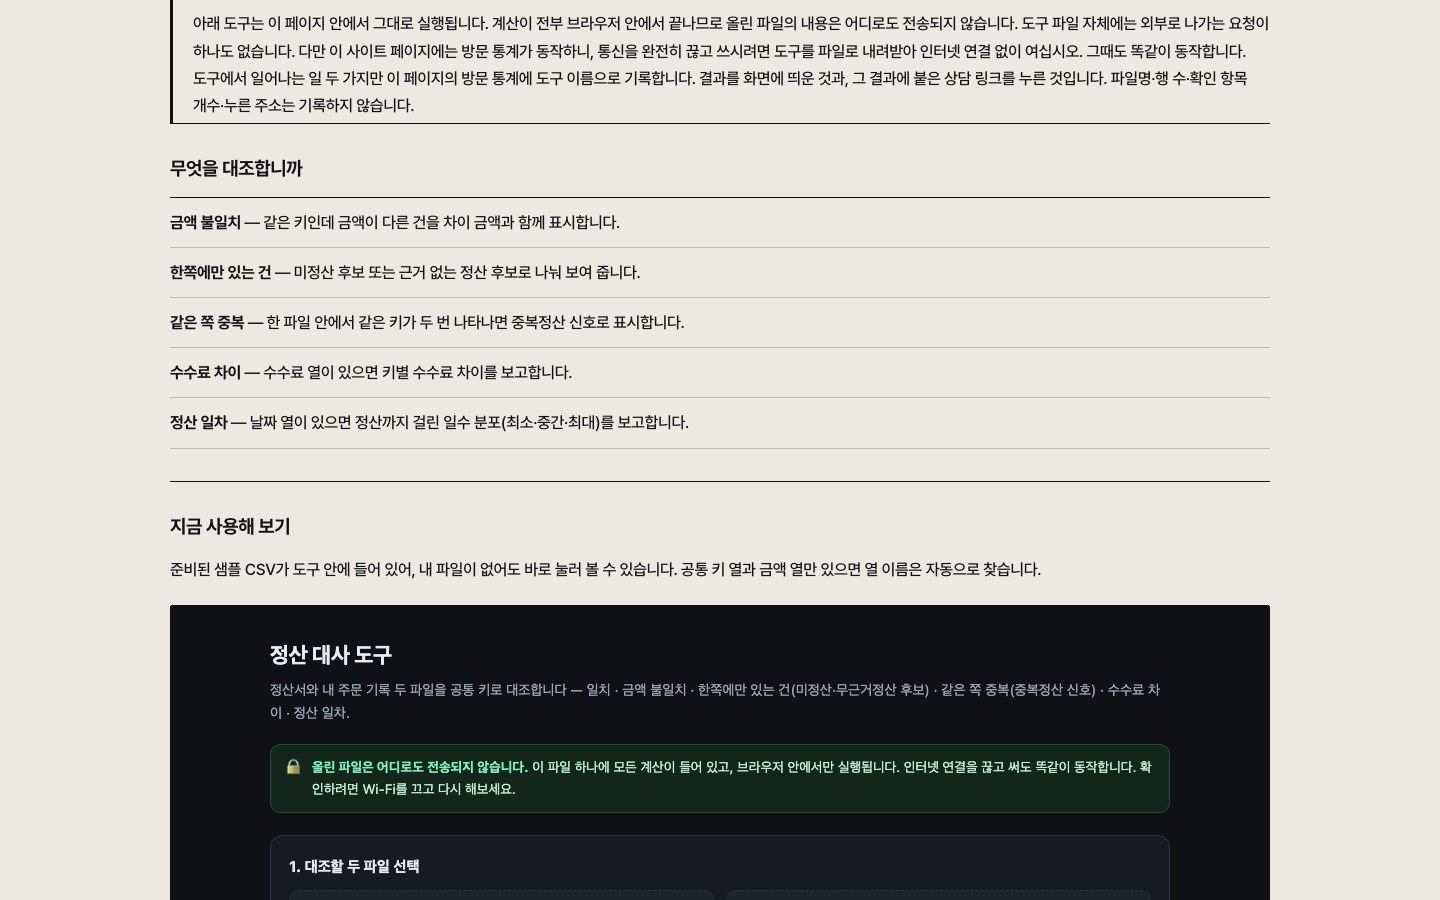 아래 도구는 이 페이지 안에서 그대로 실행됩니다. 계산이 전부 브라우저 안에서 끝나므로 올린 파일의 내용은 어디로도 전송되지 않습니다. 도구 파일 자체에는 외부로 나가는 요청이
하나도 없습니다. 다만 이 사이트 페이지에는 방문 통계가 동작하니, 통신을 완전히 끊고 쓰시려면 도구를 파일로 내려받아 인터넷 연결 없이 여십시오. 그때도 똑같이 동작합니다.
도구에서 일어나는 일 두 가지만 이 페이지의 방문 통계에 도구 이름으로 기록합니다. 결과를 화면에 띄운 것과, 그 결과에 붙은 상담 링크를 누른 것입니다. 파일명·행 수·확인 항목
개수·누른 주소는 기록하지 않습니다.
무엇을 대조합니까
금액 불일치 — 같은 키인데 금액이 다른 건을 차이 금액과 함께 표시합니다.
한쪽에만 있는 건 — 미정산 후보 또는 근거 없는 정산 후보로 나눠 보여 줍니다.
같은 쪽 중복 — 한 파일 안에서 같은 키가 두 번 나타나면 중복정산 신호로 표시합니다.
수수료 차이 — 수수료 열이 있으면 키별 수수료 차이를 보고합니다.
정산 일차 — 날짜 열이 있으면 정산까지 걸린 일수 분포(최소·중간·최대)를 보고합니다.
지금 사용해 보기
준비된 샘플 CSV가 도구 안에 들어 있어, 내 파일이 없어도 바로 눌러 볼 수 있습니다. 공통 키 열과 금액 열만 있으면 열 이름은 자동으로 찾습니다.
정산 대사 도구
정산서와 내 주문 기록 두 파일을 공통 키로 대조합니다 — 일치 · 금액 불일치 · 한쪽에만 있는 건(미정산·무근거정산 후보) · 같은 쪽 중복(중복정산 신호) · 수수료 차
이 · 정산 일차.
올린 파일은 어디로도 전송되지 않습니다. 이 파일 하나에 모든 계산이 들어 있고, 브라우저 안에서만 실행됩니다. 인터넷 연결을 끊고 써도 똑같이 동작합니다. 확
인하려면 Wi-Fi를 끄고 다시 해보세요.
1. 대조할 두 파일 선택